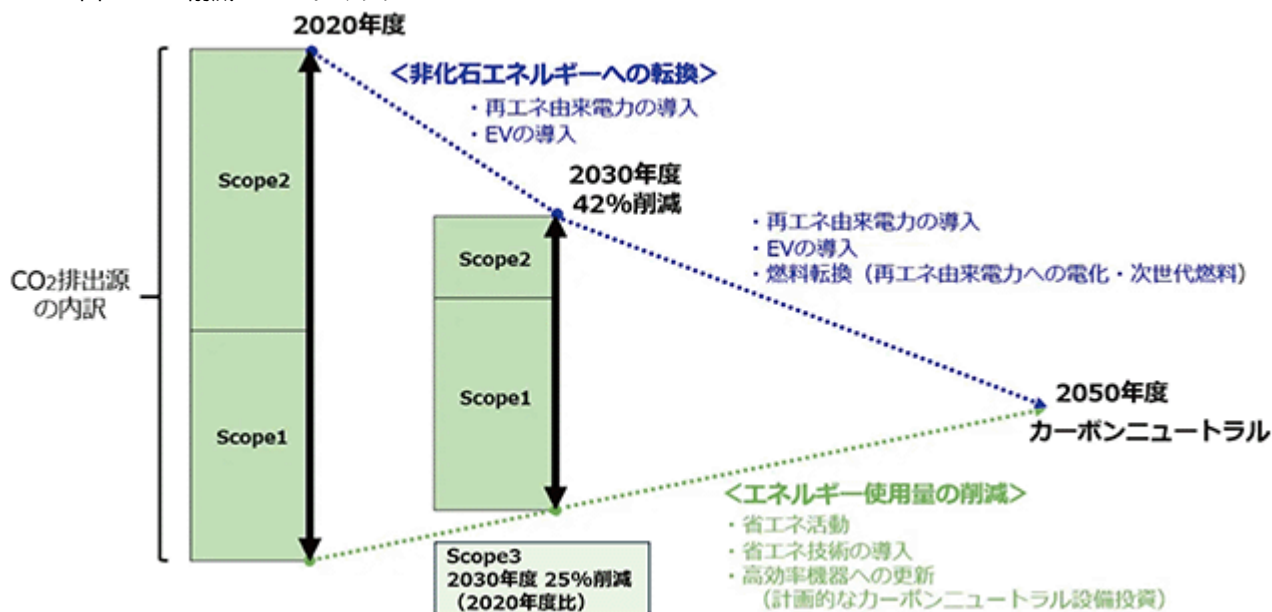 2020年度
<非化石エネルギーへの転換>
・再エネ由来電力の導入
・EVの導入
Scope2
2030年度
42%削減
・再エネ由来電力の導入
・EVの導入
・燃料転換（再エネ由来電力への電化・次世代燃料）
Scope2
CO2排出源
の内訳
Scope1
Scope1
2050年度
カーボンニュートラル
<エネルギー使用量の削減>
・省エネ活動
・省エネ技術の導入
・高効率機器への更新
（計画的なカーボンニュートラル設備投資）
Scope3
2030年度 25%削減
（2020年度比）